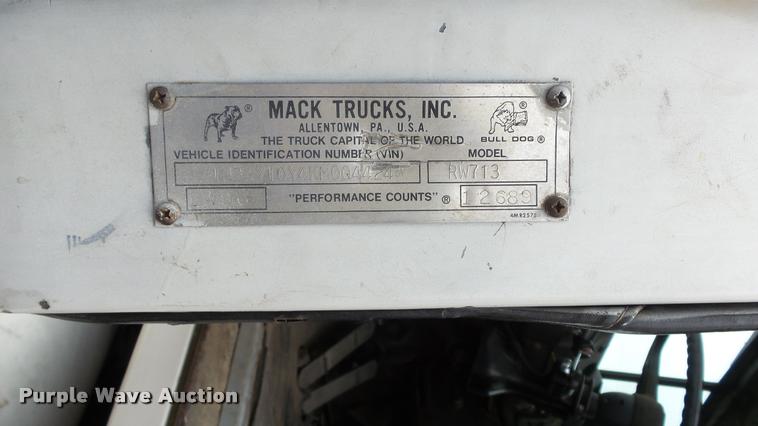 MACK TRUCKS, INC.
ALLENTOWN, PA., U.S.A.
THE TRUCK CAPITAL OF THE WORLD
BULL DOG ®
VEHICLE IDENTIFICATION NUMBER (VIN) MODEL
RW713
"PERFORMANCE COUNTS" ® 12689
4MR2575
Purple Wave Auction